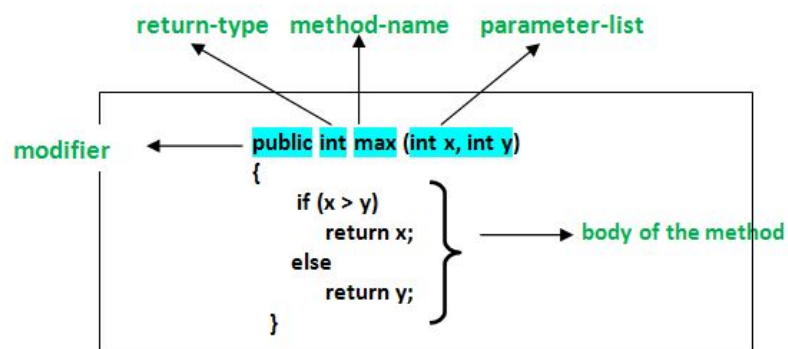 return-type method-name parameter-list
modifier
public int max (int x, int y)
{
if (x > y)
return x;
else
return y;
}
body of the method